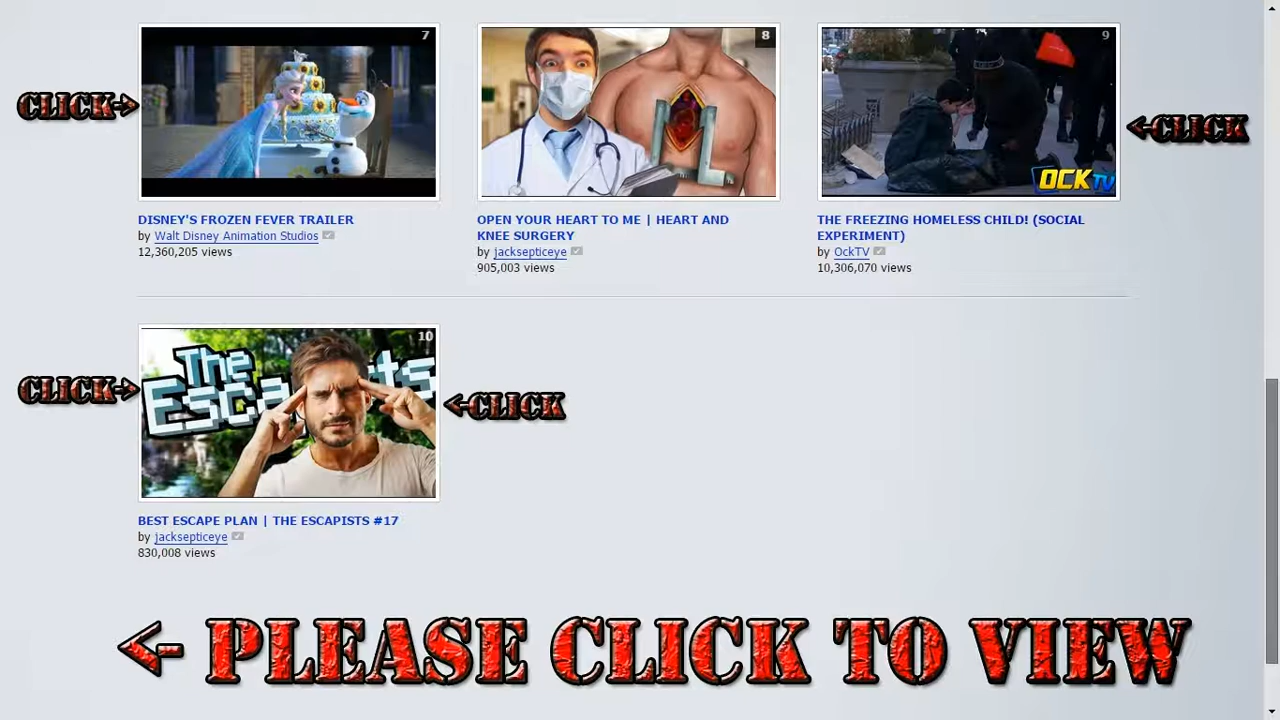 7
8
9
CLICK->
<-CLICK
OCKTV
DISNEY'S FROZEN FEVER TRAILER
by Walt Disney Animation Studios
12,360,205 views
OPEN YOUR HEART TO ME | HEART AND
KNEE SURGERY
by jacksepticeye
905,003 views
THE FREEZING HOMELESS CHILD! (SOCIAL
EXPERIMENT)
by OckTV
10,306,070 views
10
The
Esca
sts
CLICK->
<-CLICK
BEST ESCAPE PLAN | THE ESCAPISTS #17
by jacksepticeye
830,008 views
<- PLEASE CLICK TO VIEW